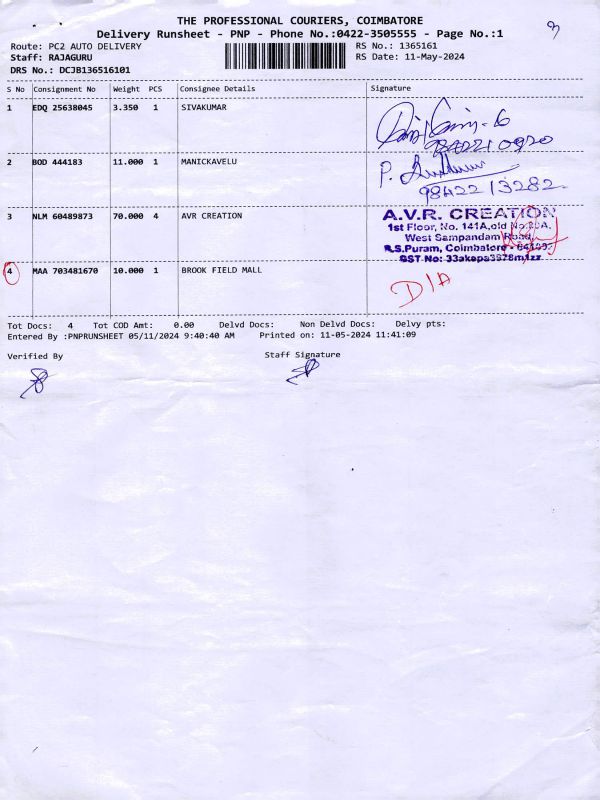 THE PROFESSIONAL COURIERS, COIMBATORE
Delivery Runsheet - PNP - Phone No.:0422-3505555 - Page No.:1
Route: PC2 AUTO DELIVERY
RS No.: 1365161
Staff: RAJAGURU
RS Date: 11-May-2024
DRS No.: DCJB136516101
S No Consignment No Weight PCS Consignee Details Signature
1 EDQ 25638045 3.350 1 SIVAKUMAR
2 BOD 444183 11.000 1 MANICKAVELU
P.
9842213282
3 NLM 60489873 70.000 4 AVR CREATION
A.V.R. CREATION
1st Floor, No. 141A,old
West Sampandam Road,
R.S.Puram, Coimbatore -
GST No:
4 MAA 703481670 10.000 1 BROOK FIELD MALL
D/A
Tot Docs: 4 Tot COD Amt: 0.00 Delvd Docs: Non Delvd Docs: Delvy pts:
Entered By :PNPRUNSHEET 05/11/2024 9:40:40 AM Printed on: 11-05-2024 11:41:09
Verified By Staff Signature